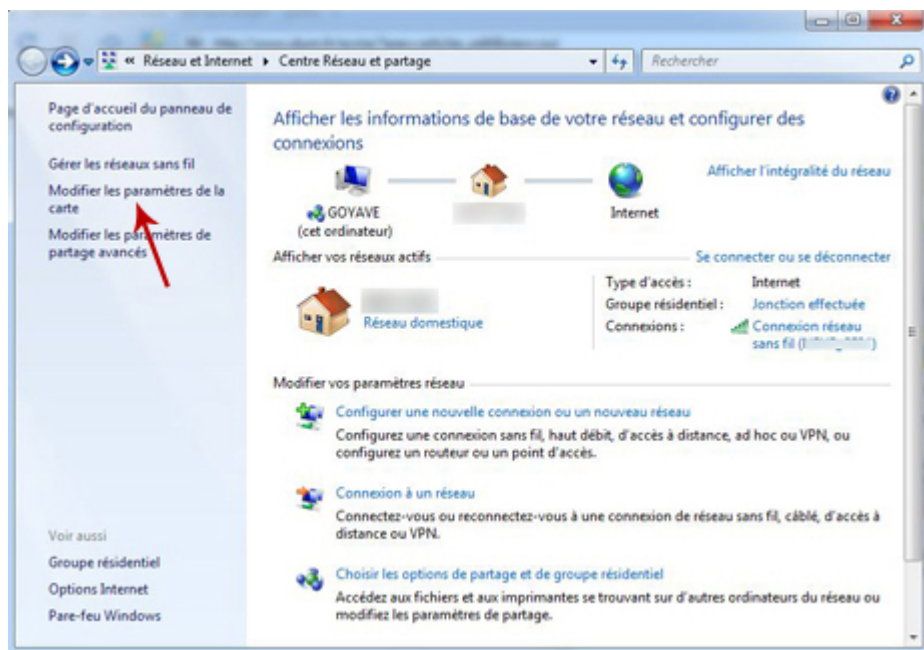 « Réseau et Internet ▸ Centre Réseau et partage
Rechercher
Page d'accueil du panneau de
configuration
Gérer les réseaux sans fil
Modifier les paramètres de la
carte
Modifier les paramètres de
partage avancés
Voir aussi
Groupe résidentiel
Options Internet
Pare-feu Windows
Afficher les informations de base de votre réseau et configurer des
connexions
Afficher l'intégralité du réseau
GOYAVE
(cet ordinateur)
Internet
Afficher vos réseaux actifs
Se connecter ou se déconnecter
Réseau domestique
Type d'accès : Internet
Groupe résidentiel : Jonction effectuée
Connexions : Connexion réseau
sans fil (
Modifier vos paramètres réseau
Configurer une nouvelle connexion ou un nouveau réseau
Configurez une connexion sans fil, haut débit, d'accès à distance, ad hoc ou VPN, ou
configurez un routeur ou un point d'accès.
Connexion à un réseau
Connectez-vous ou reconnectez-vous à une connexion de réseau sans fil, câblé, d'accès à
distance ou VPN.
Choisir les options de partage et de groupe résidentiel
Accédez aux fichiers et aux imprimantes se trouvant sur d'autres ordinateurs du réseau ou
modifiez les paramètres de partage.